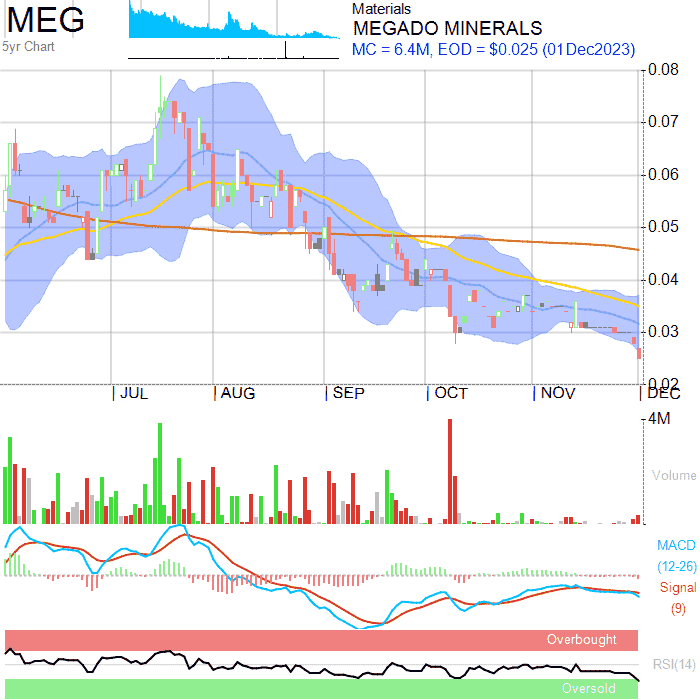 MEG
5yr Chart
Materials
MEGADO MINERALS
MC = 6.4M, EOD = $0.025 (01Dec2023)
0.08
0.07
0.06
0.05
0.04
0.03
0.02
JUL AUG SEP OCT NOV DEC
4M
Volume
MACD
(12-26)
Signal
(9)
Overbought
RSI(14)
Oversold